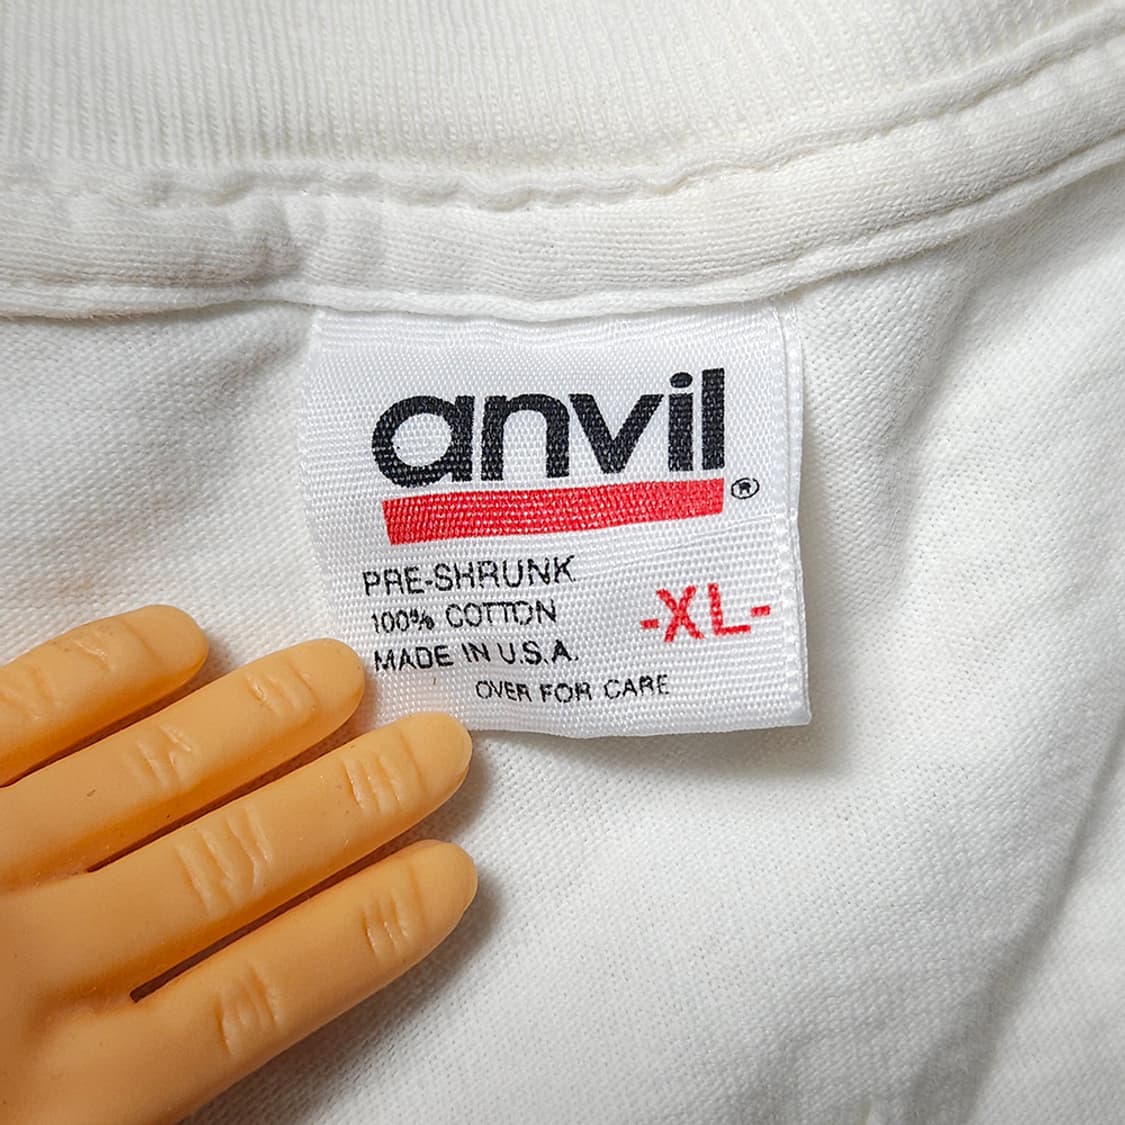 anvil
®
PRE-SHRUNK
100% COTTON
-XL-
MADE IN U.S.A.
OVER FOR CARE